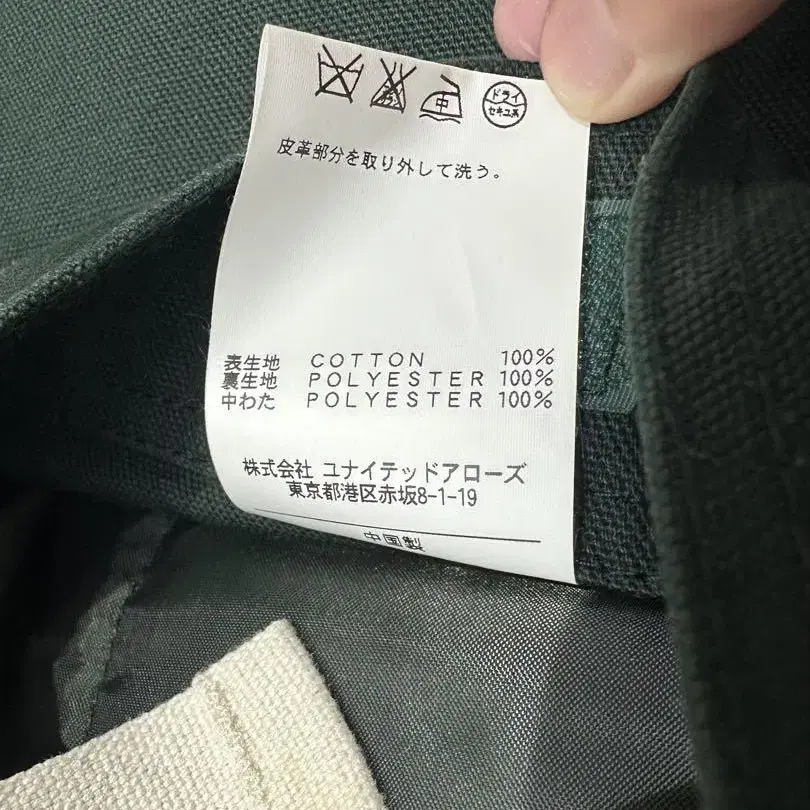 中
ドライ
セキユ系
皮革部分を取り外して洗う。
表生地 COTTON 100%
裏生地 POLYESTER 100%
中わた POLYESTER 100%
株式会社 ユナイテッドアローズ
東京都港区赤坂8-1-19
中国製